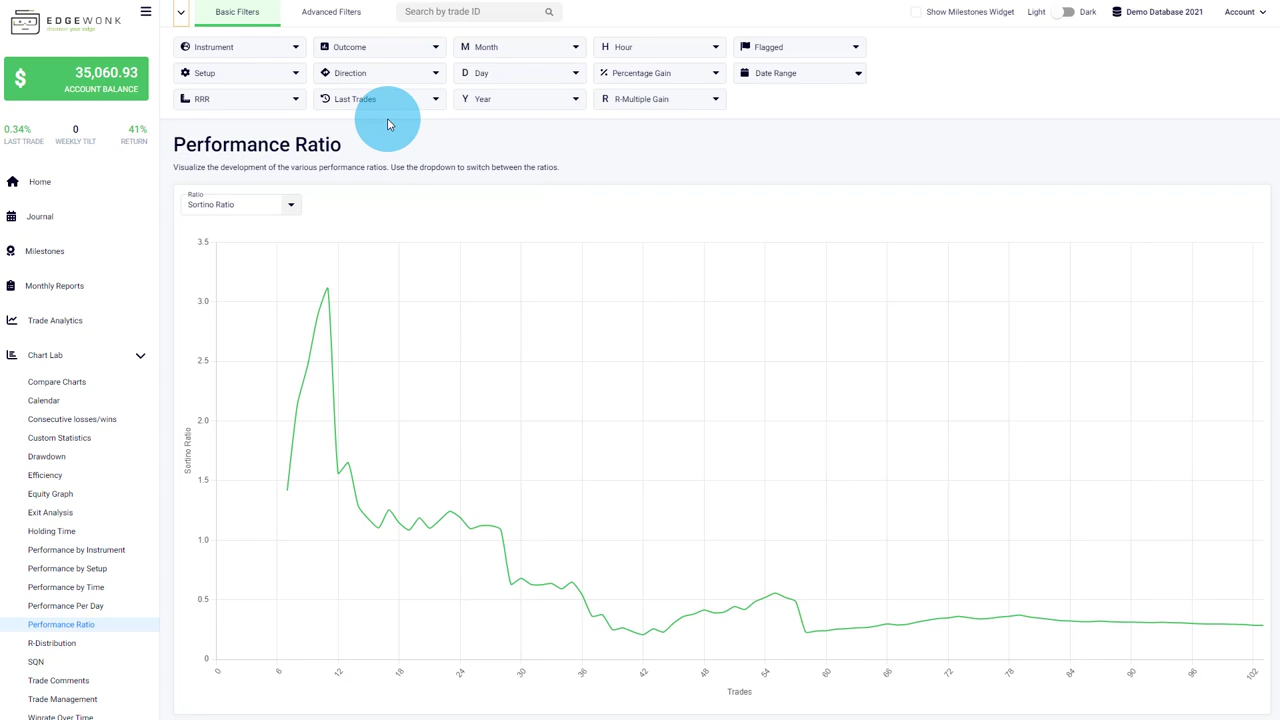 EDGEWONK
discover your edge
Basic Filters
Advanced Filters
Search by trade ID
Show Milestones Widget
Light
Dark
Demo Database 2021
Account
$ 35,060.93
ACCOUNT BALANCE
0.34%
LAST TRADE
0
WEEKLY TILT
41%
RETURN
Home
Journal
Milestones
Monthly Reports
Trade Analytics
Chart Lab
Compare Charts
Calendar
Consecutive losses/wins
Custom Statistics
Drawdown
Efficiency
Equity Graph
Exit Analysis
Holding Time
Performance by Instrument
Performance by Setup
Performance by Time
Performance Per Day
Performance Ratio
R-Distribution
SQN
Trade Comments
Trade Management
Winrate Over Time
Instrument
Outcome
M Month
H Hour
Flagged
Setup
Direction
D Day
Percentage Gain
Date Range
RRR
Last Trades
Y Year
R R-Multiple Gain
Performance Ratio
Visualize the development of the various performance ratios. Use the dropdown to switch between the ratios.
Ratio
Sortino Ratio
3.5
3.0
2.5
2.0
1.5
1.0
0.5
0
Sortino Ratio
0 6 12 18 24 30 36 42 48 54 60 66 72 78 84 90 96 102
Trades